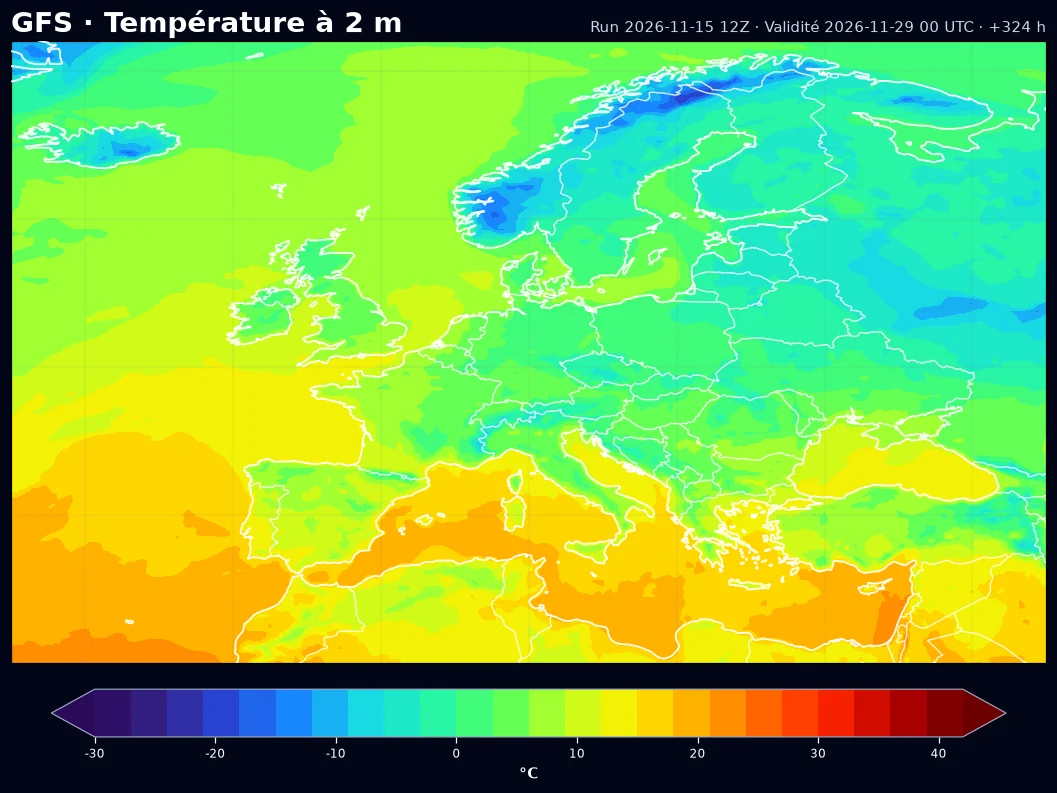 GFS · Température à 2 m
Run 2026-11-15 12Z · Validité 2026-11-29 00 UTC · +324 h
-30 -20 -10 0 10 20 30 40
°C